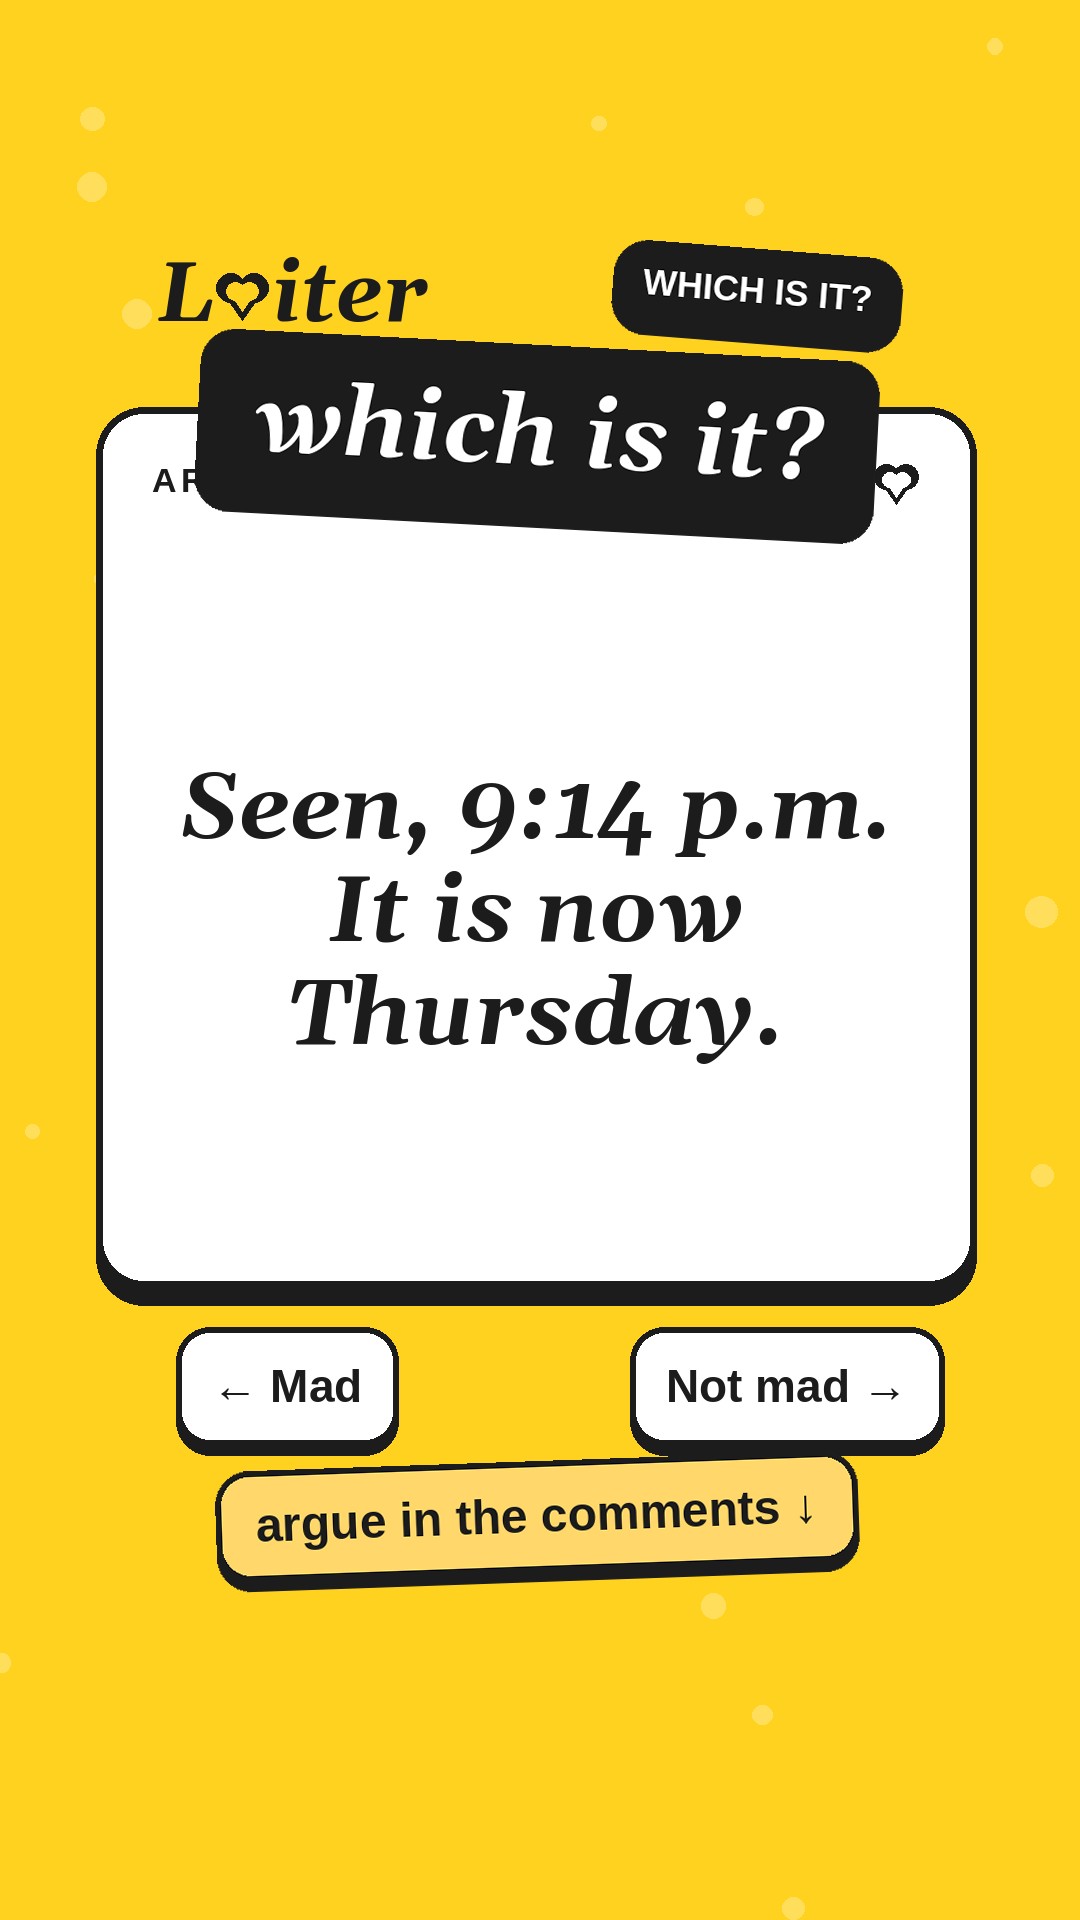 Loiter
WHICH IS IT?
which is it?
Seen, 9:14 p.m.
It is now
Thursday.
← Mad
Not mad →
argue in the comments ↓